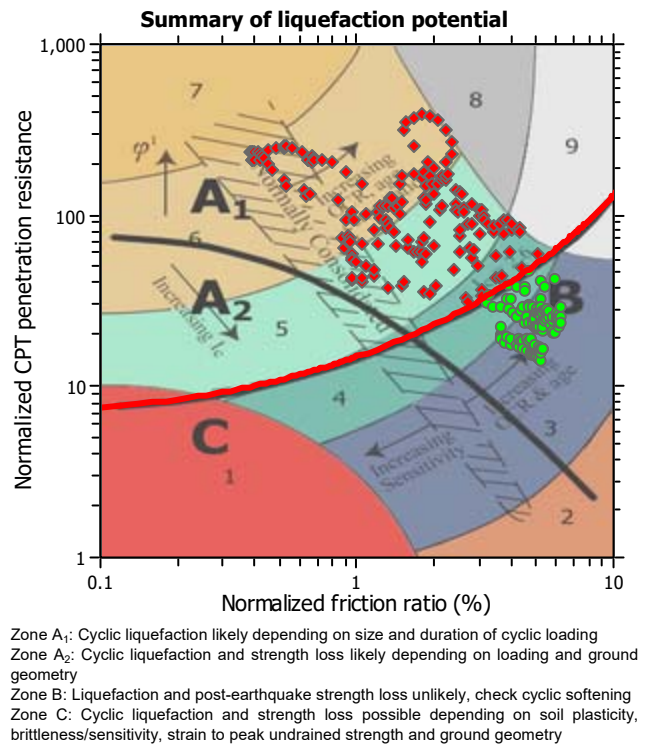 Summary of liquefaction potential
1,000
100
10
1
0.1
1
10
Normalized CPT penetration resistance
Normalized friction ratio (%)
7
8
9
φ'
A1
6
A2
5
Increasing Ic
Normally Consolidated
Increasing
age
B
4
3
Increasing
OCR & age
Increasing
Sensitivity
C
1
2
Zone A1: Cyclic liquefaction likely depending on size and duration of cyclic loading
Zone A2: Cyclic liquefaction and strength loss likely depending on loading and ground
geometry
Zone B: Liquefaction and post-earthquake strength loss unlikely, check cyclic softening
Zone C: Cyclic liquefaction and strength loss possible depending on soil plasticity,
brittleness/sensitivity, strain to peak undrained strength and ground geometry